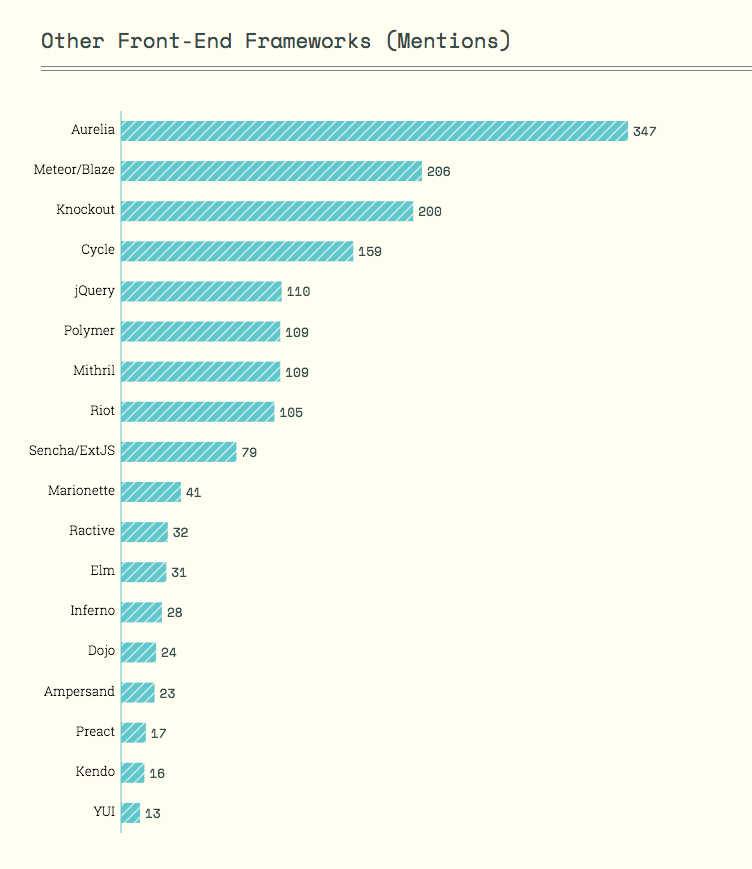 Other Front-End Frameworks (Mentions)
Aurelia 347
Meteor/Blaze 206
Knockout 200
Cycle 159
jQuery 110
Polymer 109
Mithril 109
Riot 105
Sencha/ExtJS 79
Marionette 41
Ractive 32
Elm 31
Inferno 28
Dojo 24
Ampersand 23
Preact 17
Kendo 16
YUI 13